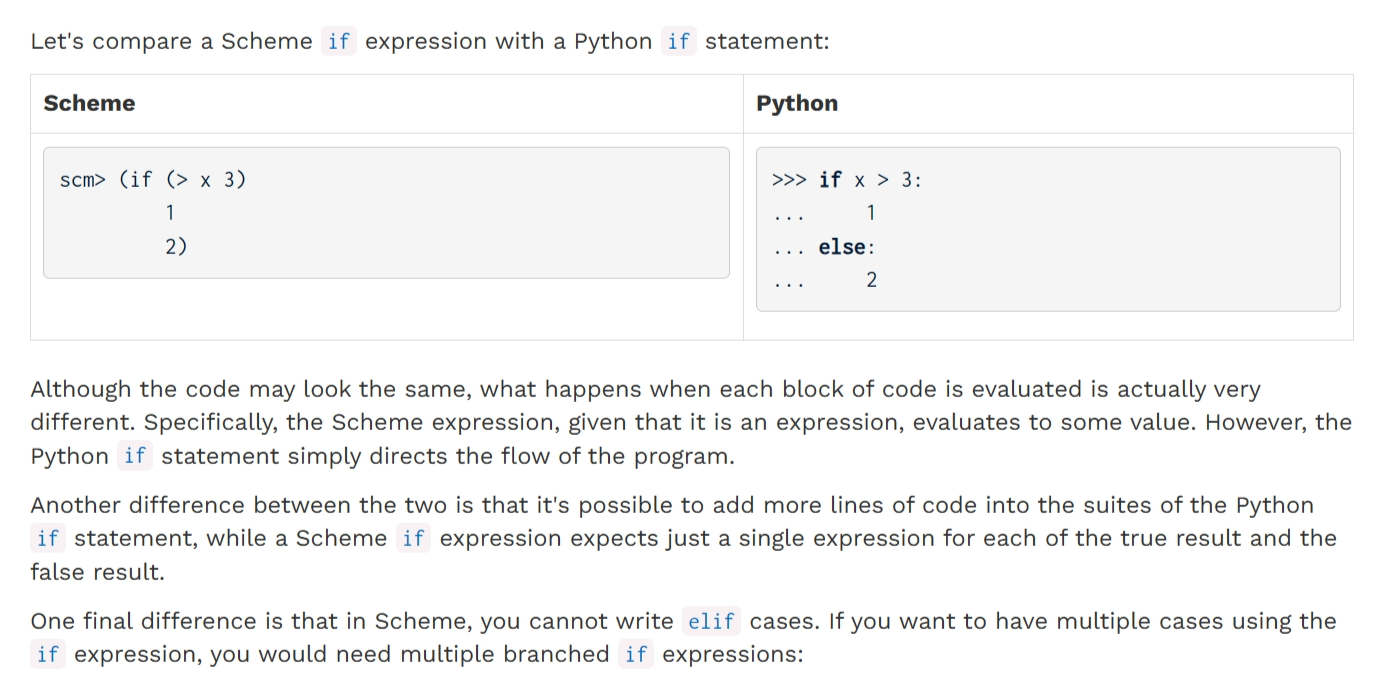 Let's compare a Scheme if expression with a Python if statement:
Scheme
Python
scm> (if (> x 3)
1
2)
>>> if x > 3:
... 1
... else:
... 2
Although the code may look the same, what happens when each block of code is evaluated is actually very
different. Specifically, the Scheme expression, given that it is an expression, evaluates to some value. However, the
Python if statement simply directs the flow of the program.
Another difference between the two is that it's possible to add more lines of code into the suites of the Python
if statement, while a Scheme if expression expects just a single expression for each of the true result and the
false result.
One final difference is that in Scheme, you cannot write elif cases. If you want to have multiple cases using the
if expression, you would need multiple branched if expressions: